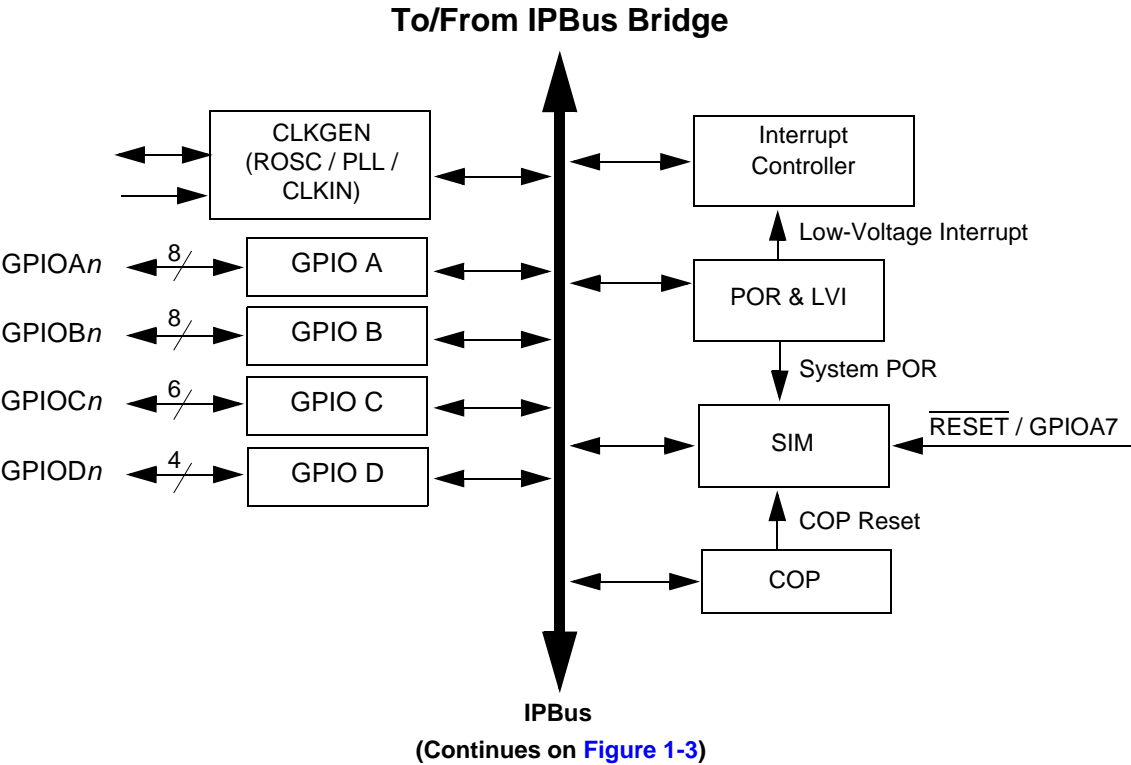 To/From IPBus Bridge
CLKGEN
(ROSC / PLL /
CLKIN)
GPIOAn
8
GPIO A
GPIOBn
8
GPIO B
GPIOCn
6
GPIO C
GPIODn
4
GPIO D
Interrupt
Controller
Low-Voltage Interrupt
POR & LVI
System POR
SIM
RESET / GPIOA7
COP Reset
COP
IPBus
(Continues on Figure 1-3)